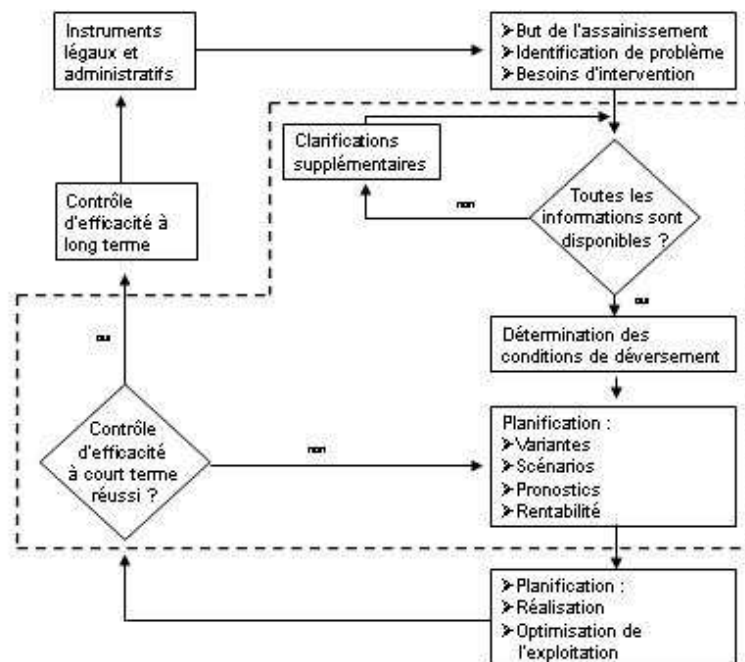 Instruments
légaux et
administratifs
➢But de l'assainissement
➢Identification de problème
➢Besoins d'intervention
Clarifications
supplémentaires
Toutes les
informations sont
disponibles ?
non
oui
Contrôle
d'efficacité à
long terme
Détermination des
conditions de déversement
oui
Contrôle
d'efficacité
à court terme
réussi ?
non
Planification :
➢Variantes
➢Scénarios
➢Pronostics
➢Rentabilité
➢Planification :
➢Réalisation
➢Optimisation de
l'exploitation